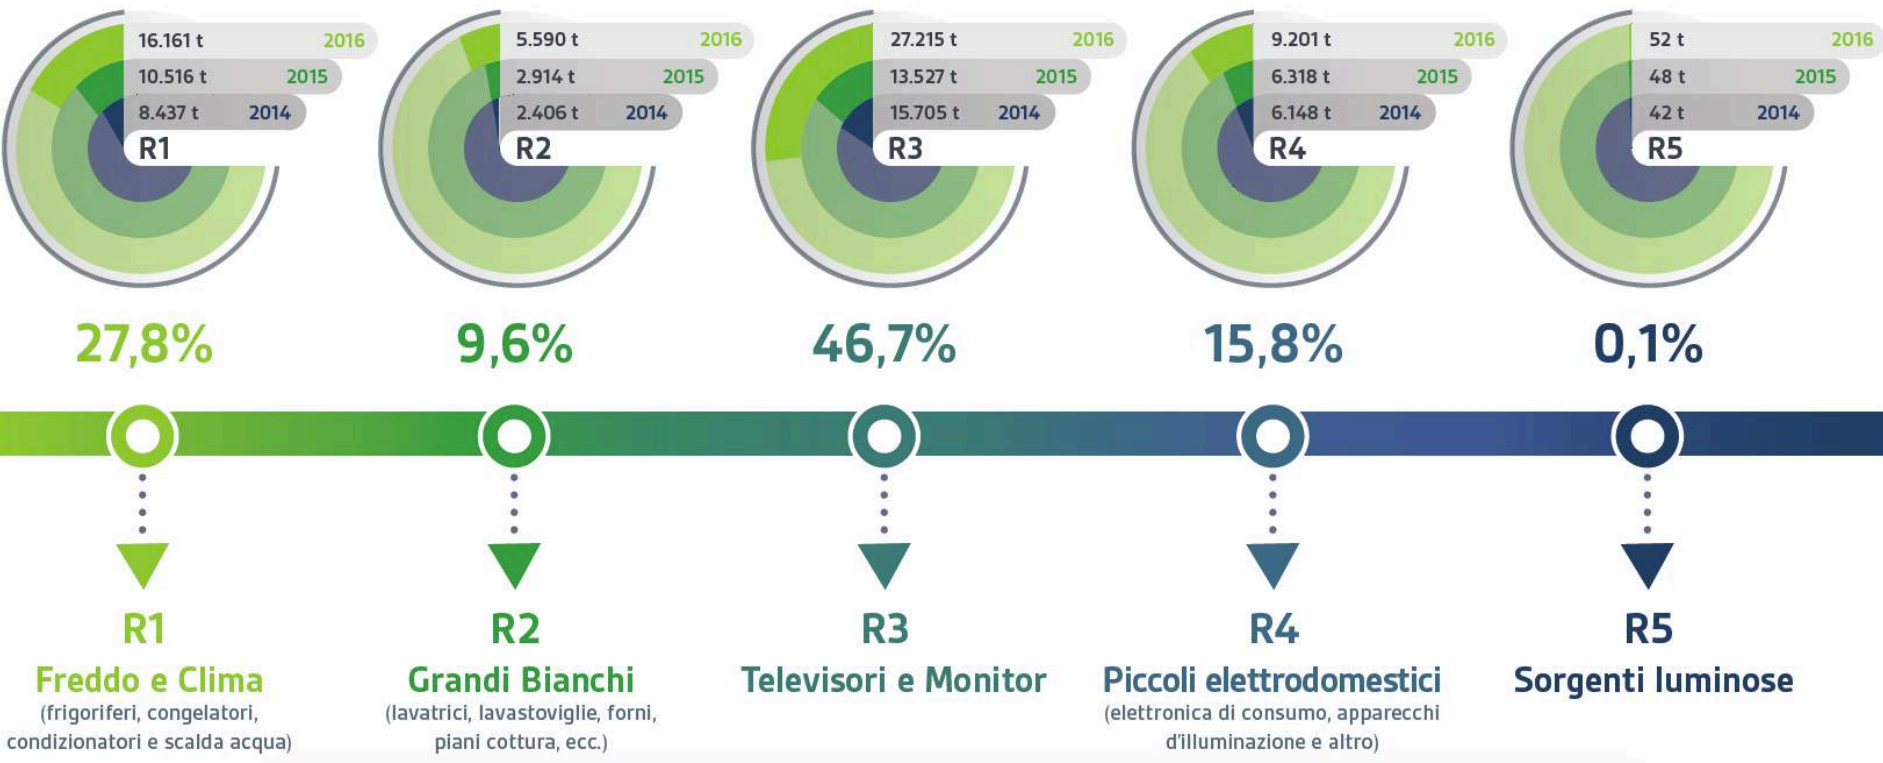 16.161 t 2016
10.516 t 2015
8.437 t 2014
R1
5.590 t 2016
2.914 t 2015
2.406 t 2014
R2
27.215 t 2016
13.527 t 2015
15.705 t 2014
R3
9.201 t 2016
6.318 t 2015
6.148 t 2014
R4
52 t 2016
48 t 2015
42 t 2014
R5
27,8%
9,6%
46,7%
15,8%
0,1%
R1
Freddo e Clima
(frigoriferi, congelatori,
condizionatori e scalda acqua)
R2
Grandi Bianchi
(lavatrici, lavastoviglie, forni,
piani cottura, ecc.)
R3
Televisori e Monitor
R4
Piccoli elettrodomestici
(elettronica di consumo, apparecchi
d'illuminazione e altro)
R5
Sorgenti luminose